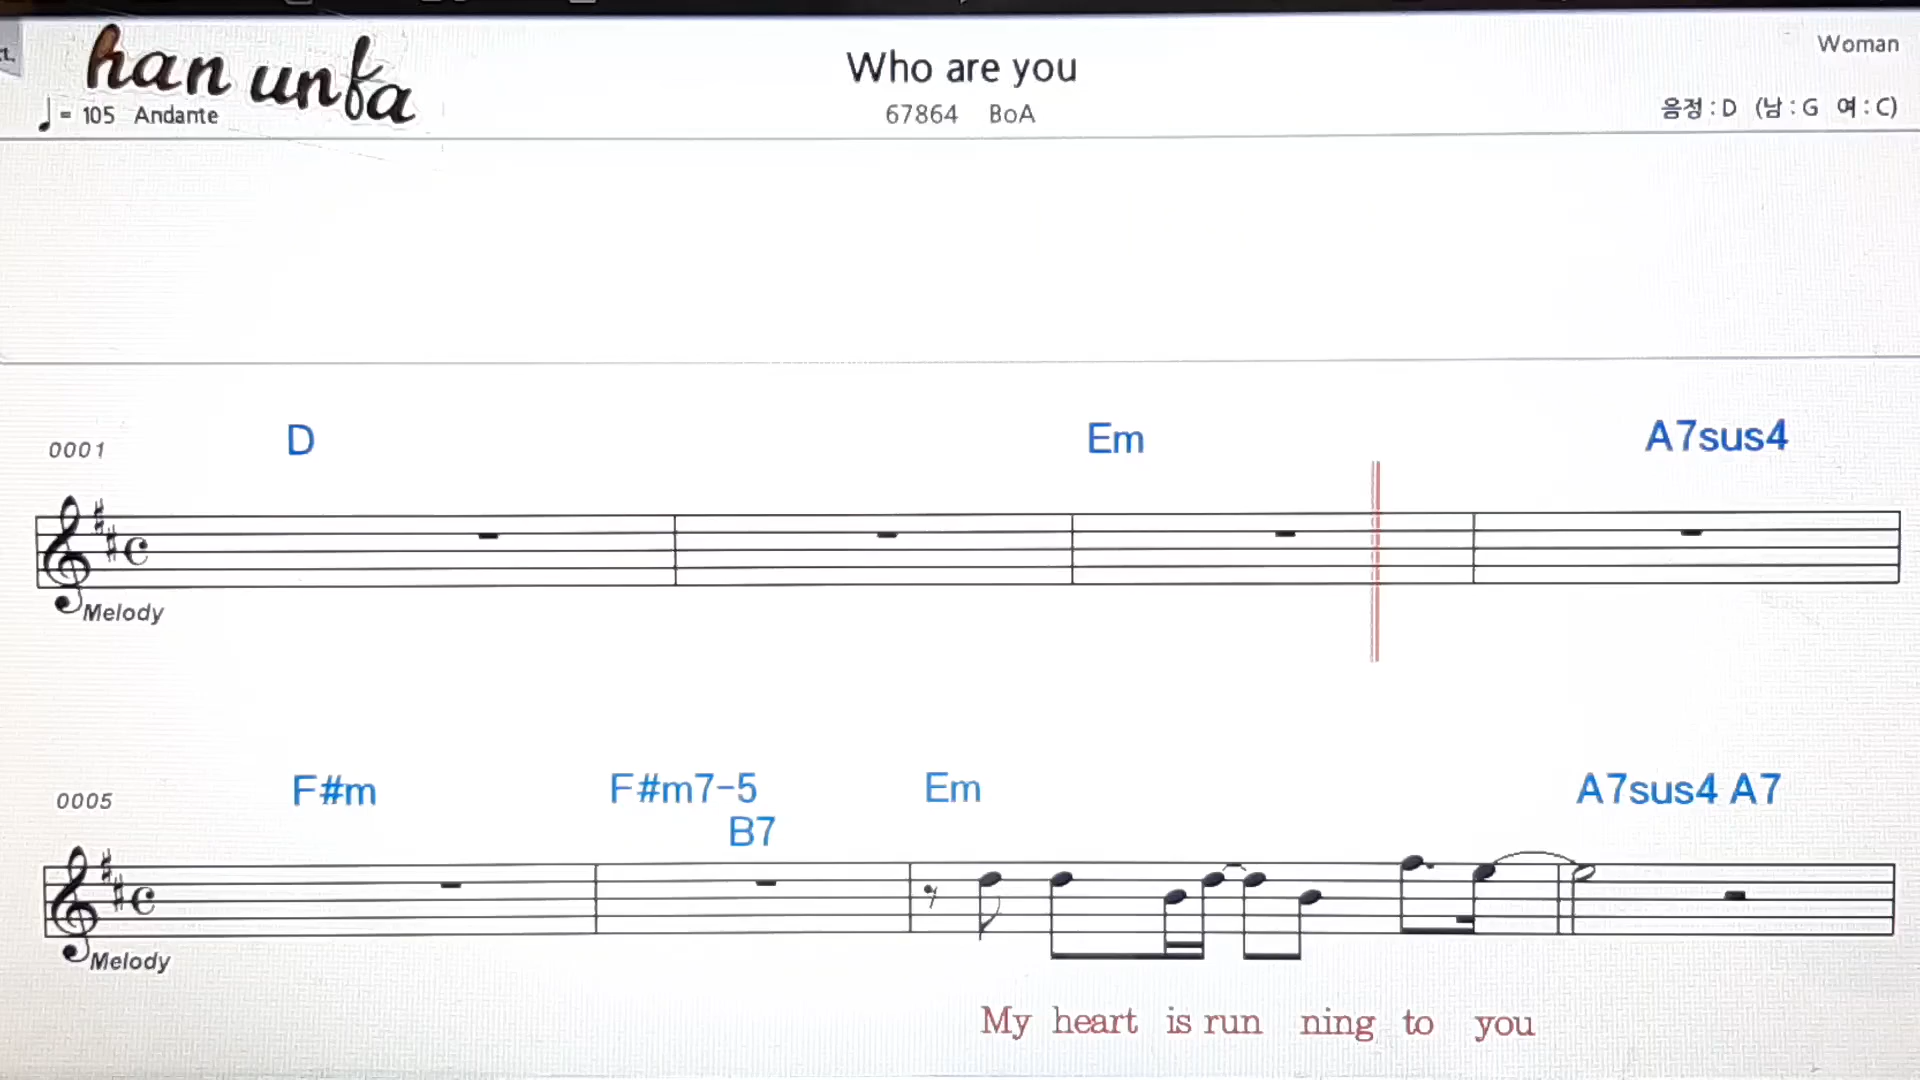 han unfa
Who are you
Woman
= 105 Andante
67864 BoA
음정 : D (남 : G 여 : C)
0001 D Em A7sus4
Melody
0005 F#m F#m7-5 Em A7sus4 A7
B7
Melody
My heart is run ning to you